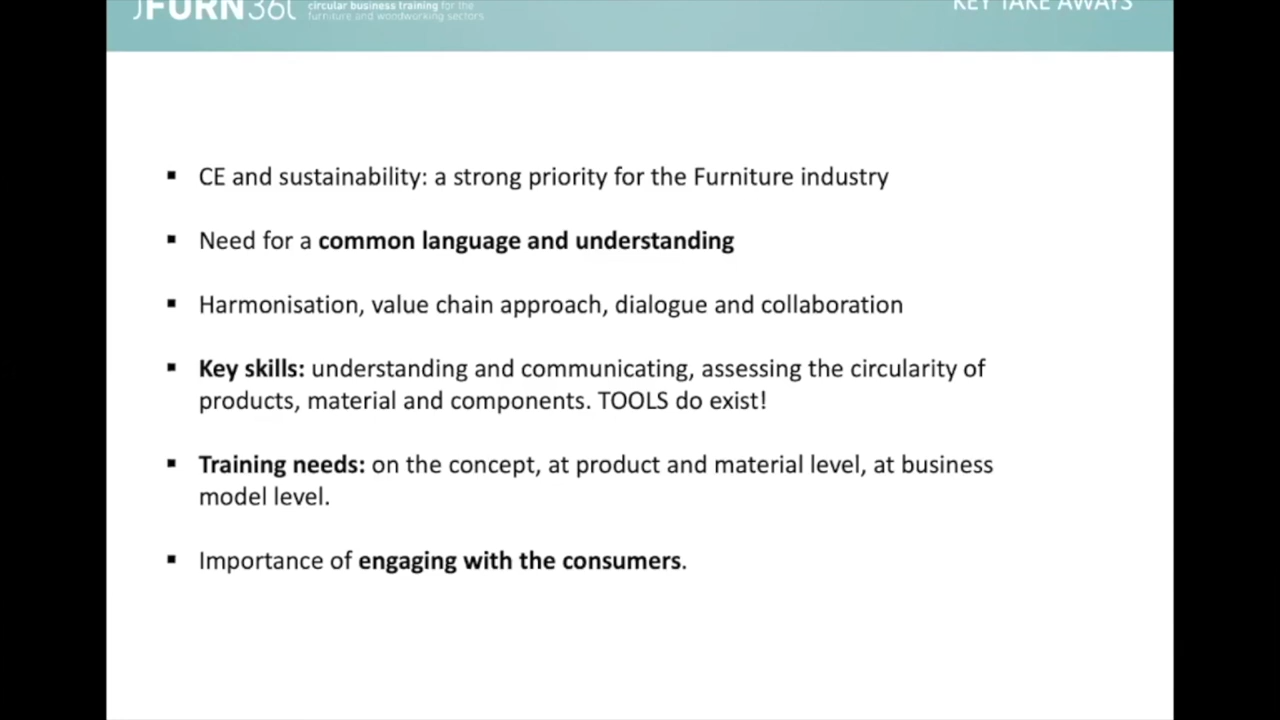 FURN360
circular business training for the
furniture and woodworking sectors
KEY TAKE AWAYS
▪ CE and sustainability: a strong priority for the Furniture industry
▪ Need for a common language and understanding
▪ Harmonisation, value chain approach, dialogue and collaboration
▪ Key skills: understanding and communicating, assessing the circularity of
products, material and components. TOOLS do exist!
▪ Training needs: on the concept, at product and material level, at business
model level.
▪ Importance of engaging with the consumers.